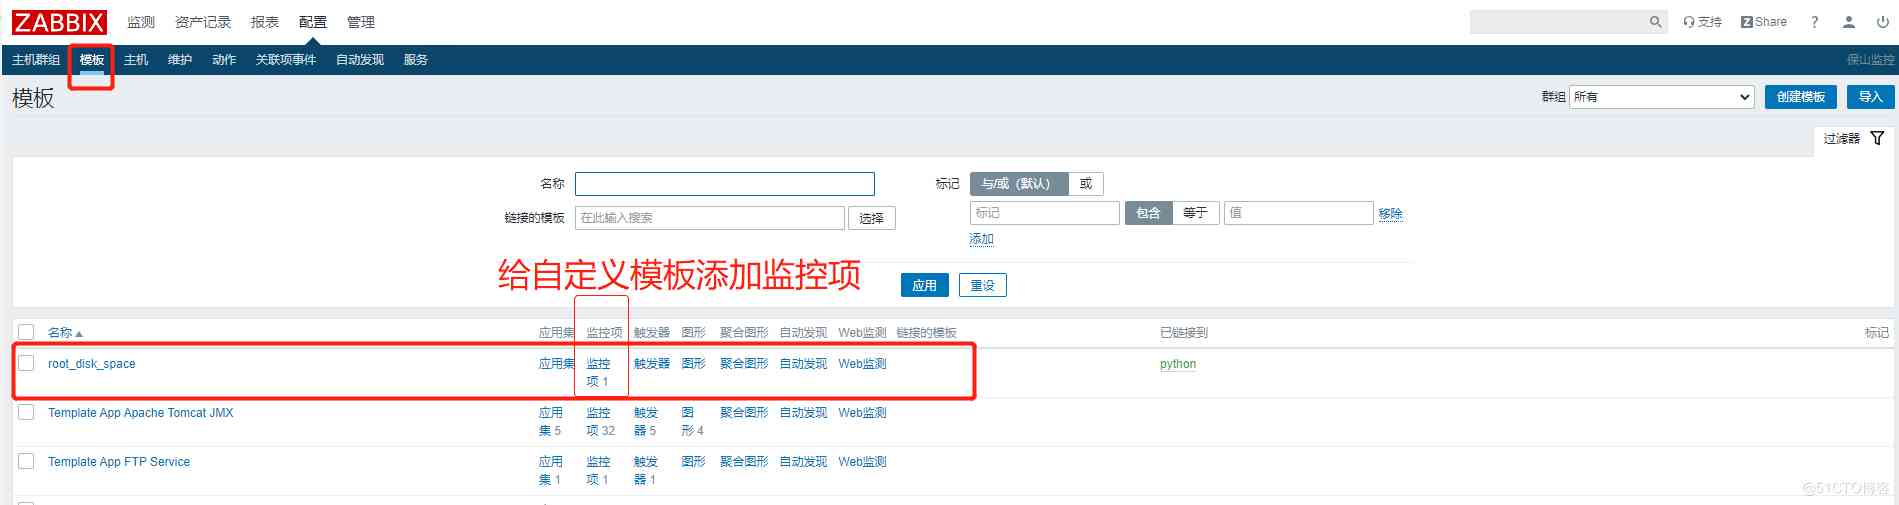 ZABBIX 监测 资产记录 报表 配置 管理 支持 Z Share ?
主机群组 模板 主机 维护 动作 关联项事件 自动发现 服务 保山监控
模板 群组 所有 创建模板 导入
过滤器
名称 标记 与/或（默认） 或
链接的模板 在此输入搜索 选择 标记 包含 等于 值 移除
添加
给自定义模板添加监控项
应用 重设
名称 应用集 监控项 触发器 图形 聚合图形 自动发现 Web监测 链接的模板 已链接到 标记
root_disk_space 应用集 监控 触发器 图形 聚合图形 自动发现 Web监测 python
项 1
Template App Apache Tomcat JMX 应用 监控 触发 图 聚合图形 自动发现 Web监测
集 5 项 32 器 5 形 4
Template App FTP Service 应用 监控 触发 图形 聚合图形 自动发现 Web监测
集 1 项 1 器 1
@51CTO博客